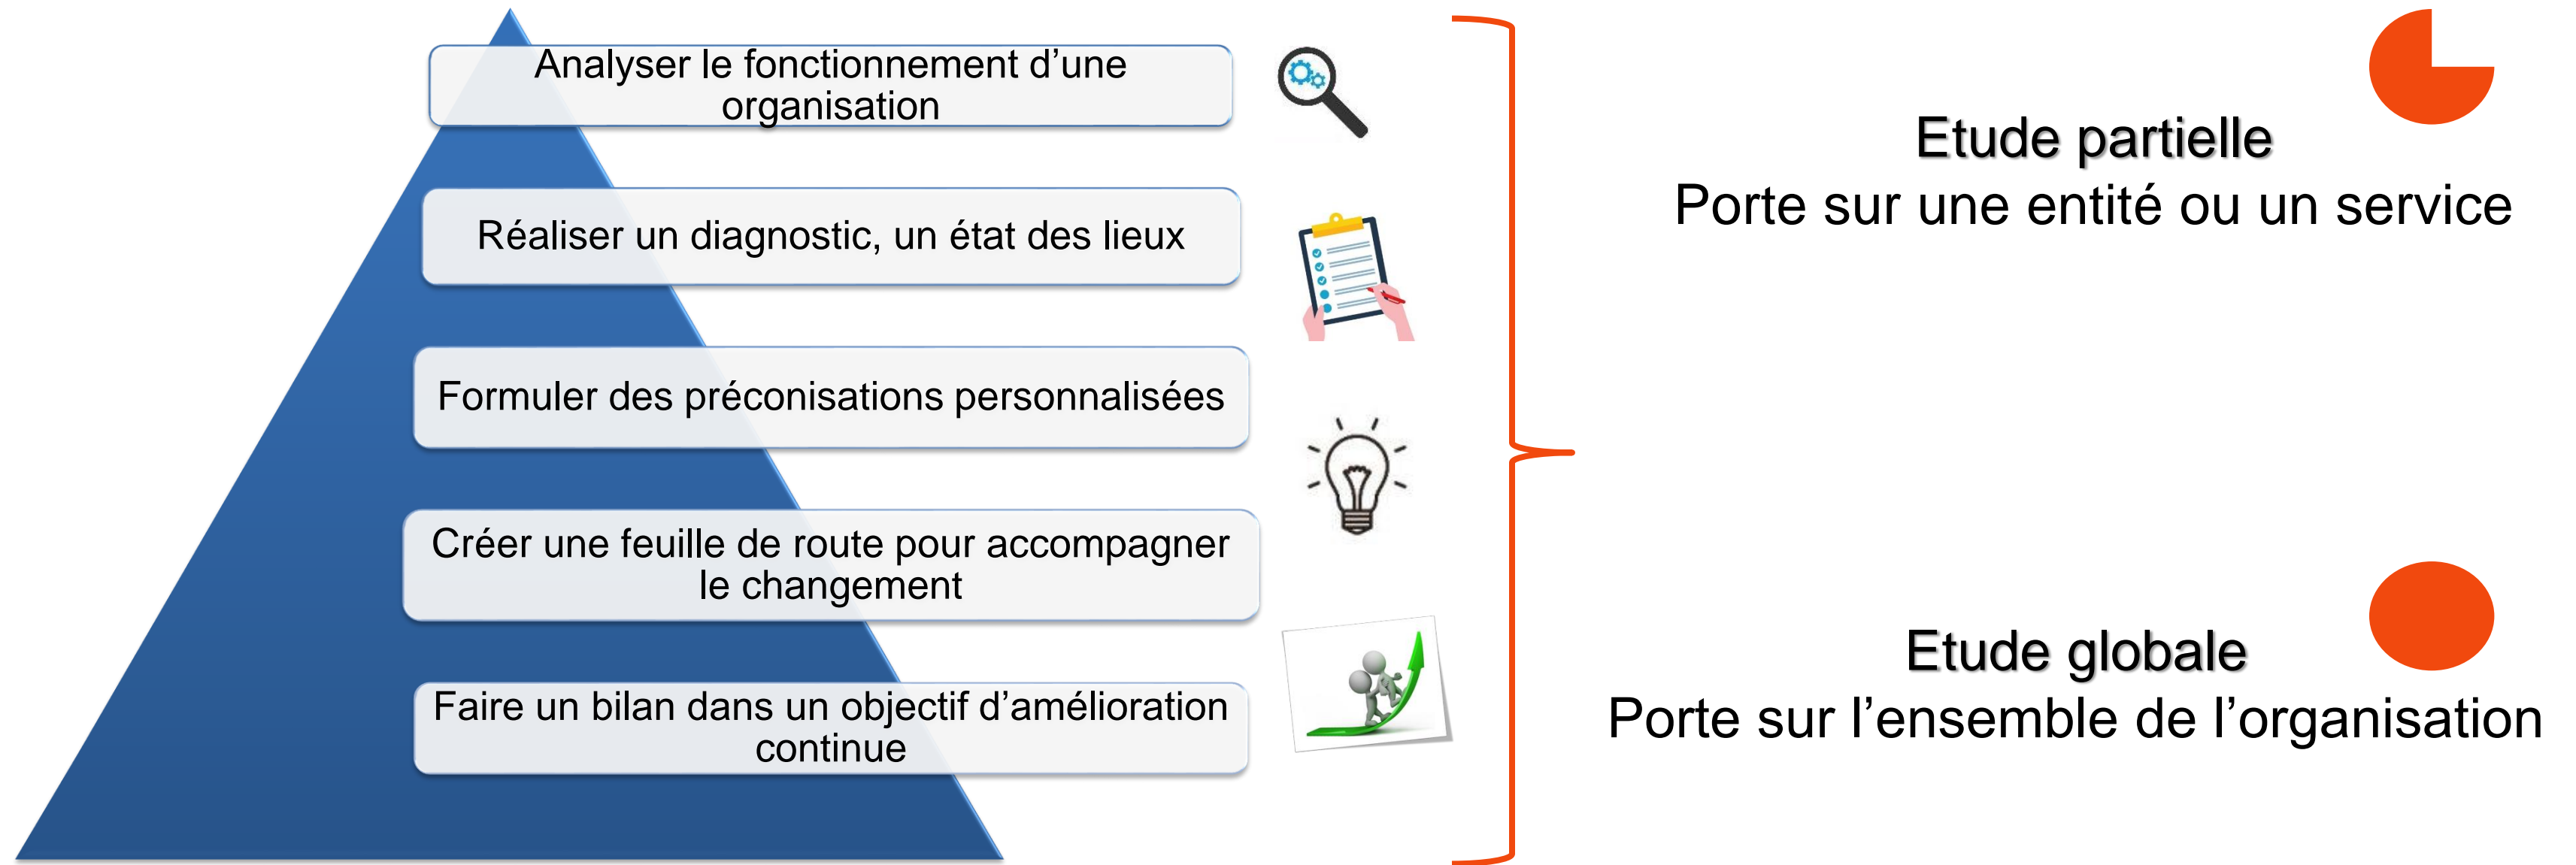 Analyser le fonctionnement d’une
organisation
Réaliser un diagnostic, un état des lieux
Formuler des préconisations personnalisées
Créer une feuille de route pour accompagner
le changement
Faire un bilan dans un objectif d’amélioration
continue
Etude partielle
Porte sur une entité ou un service
Etude globale
Porte sur l’ensemble de l’organisation